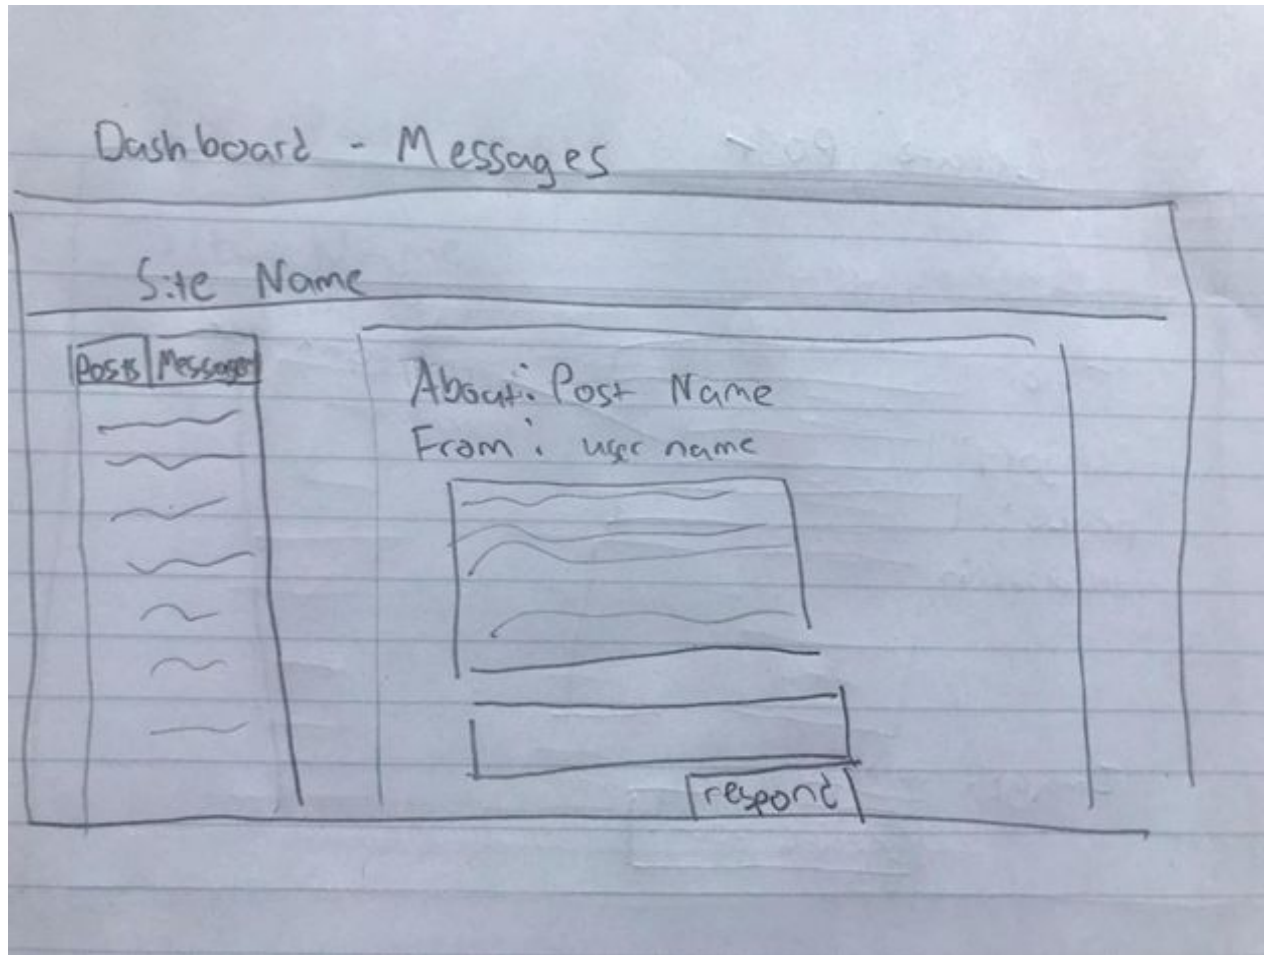 Dashboard - Messages
Site Name
Posts Messages
About: Post Name
From: user name
respond